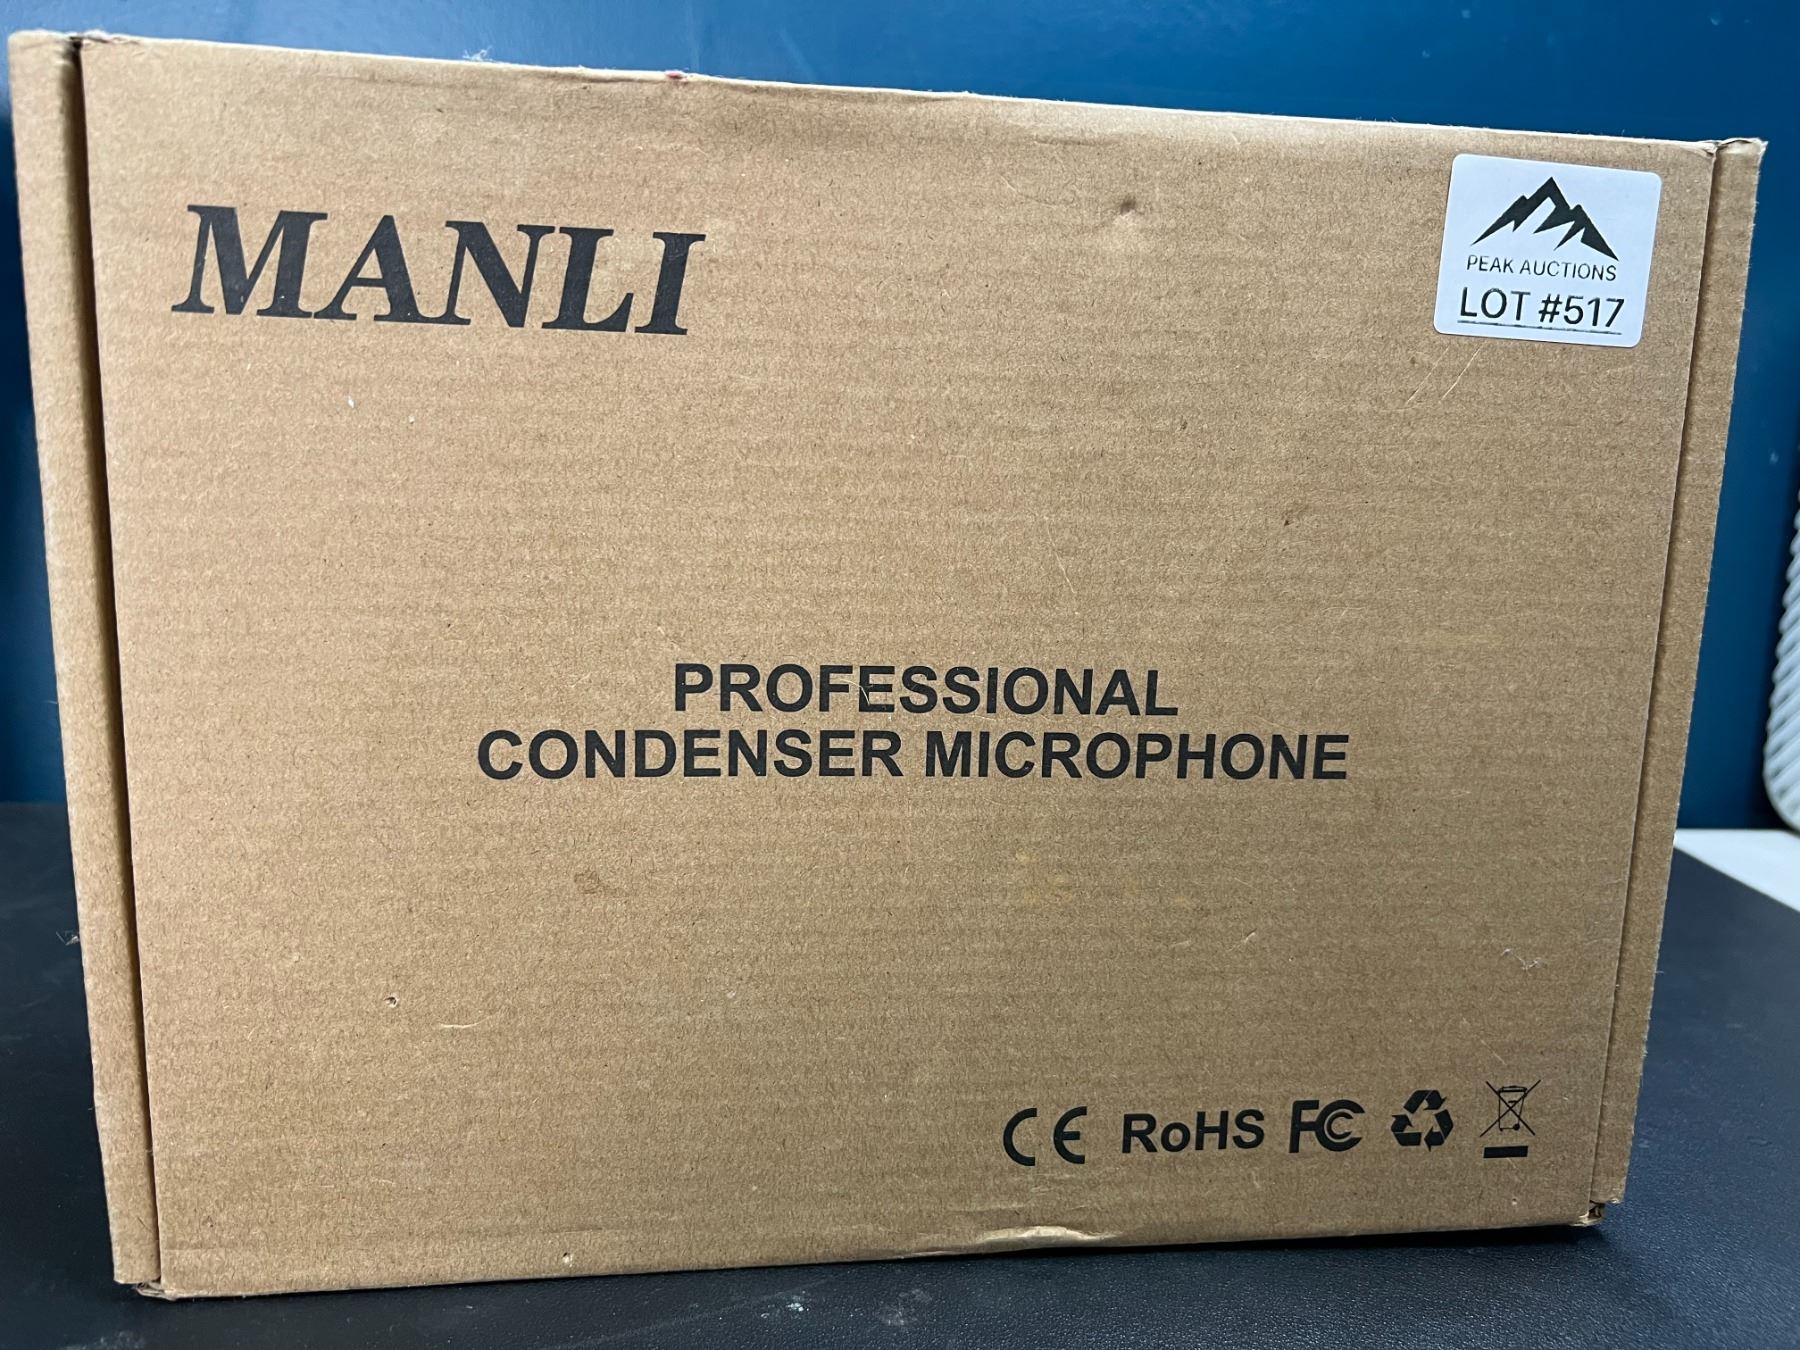 MANLI
PEAK AUCTIONS
LOT #517
PROFESSIONAL
CONDENSER MICROPHONE
CE RoHS FC